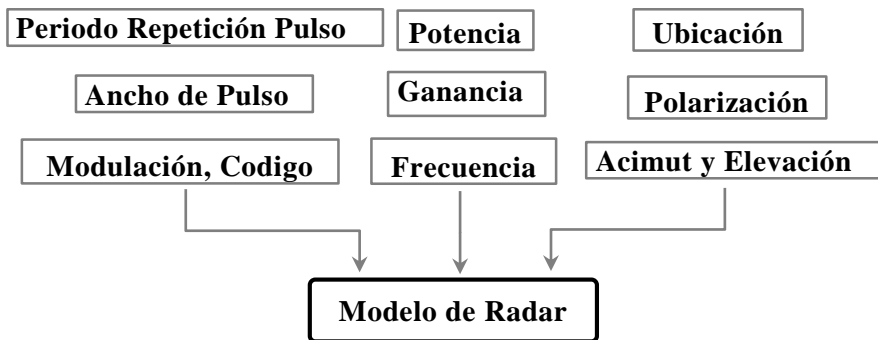 Periodo Repetición Pulso
Potencia
Ubicación
Ancho de Pulso
Ganancia
Polarización
Modulación, Codigo
Frecuencia
Acimut y Elevación
Modelo de Radar